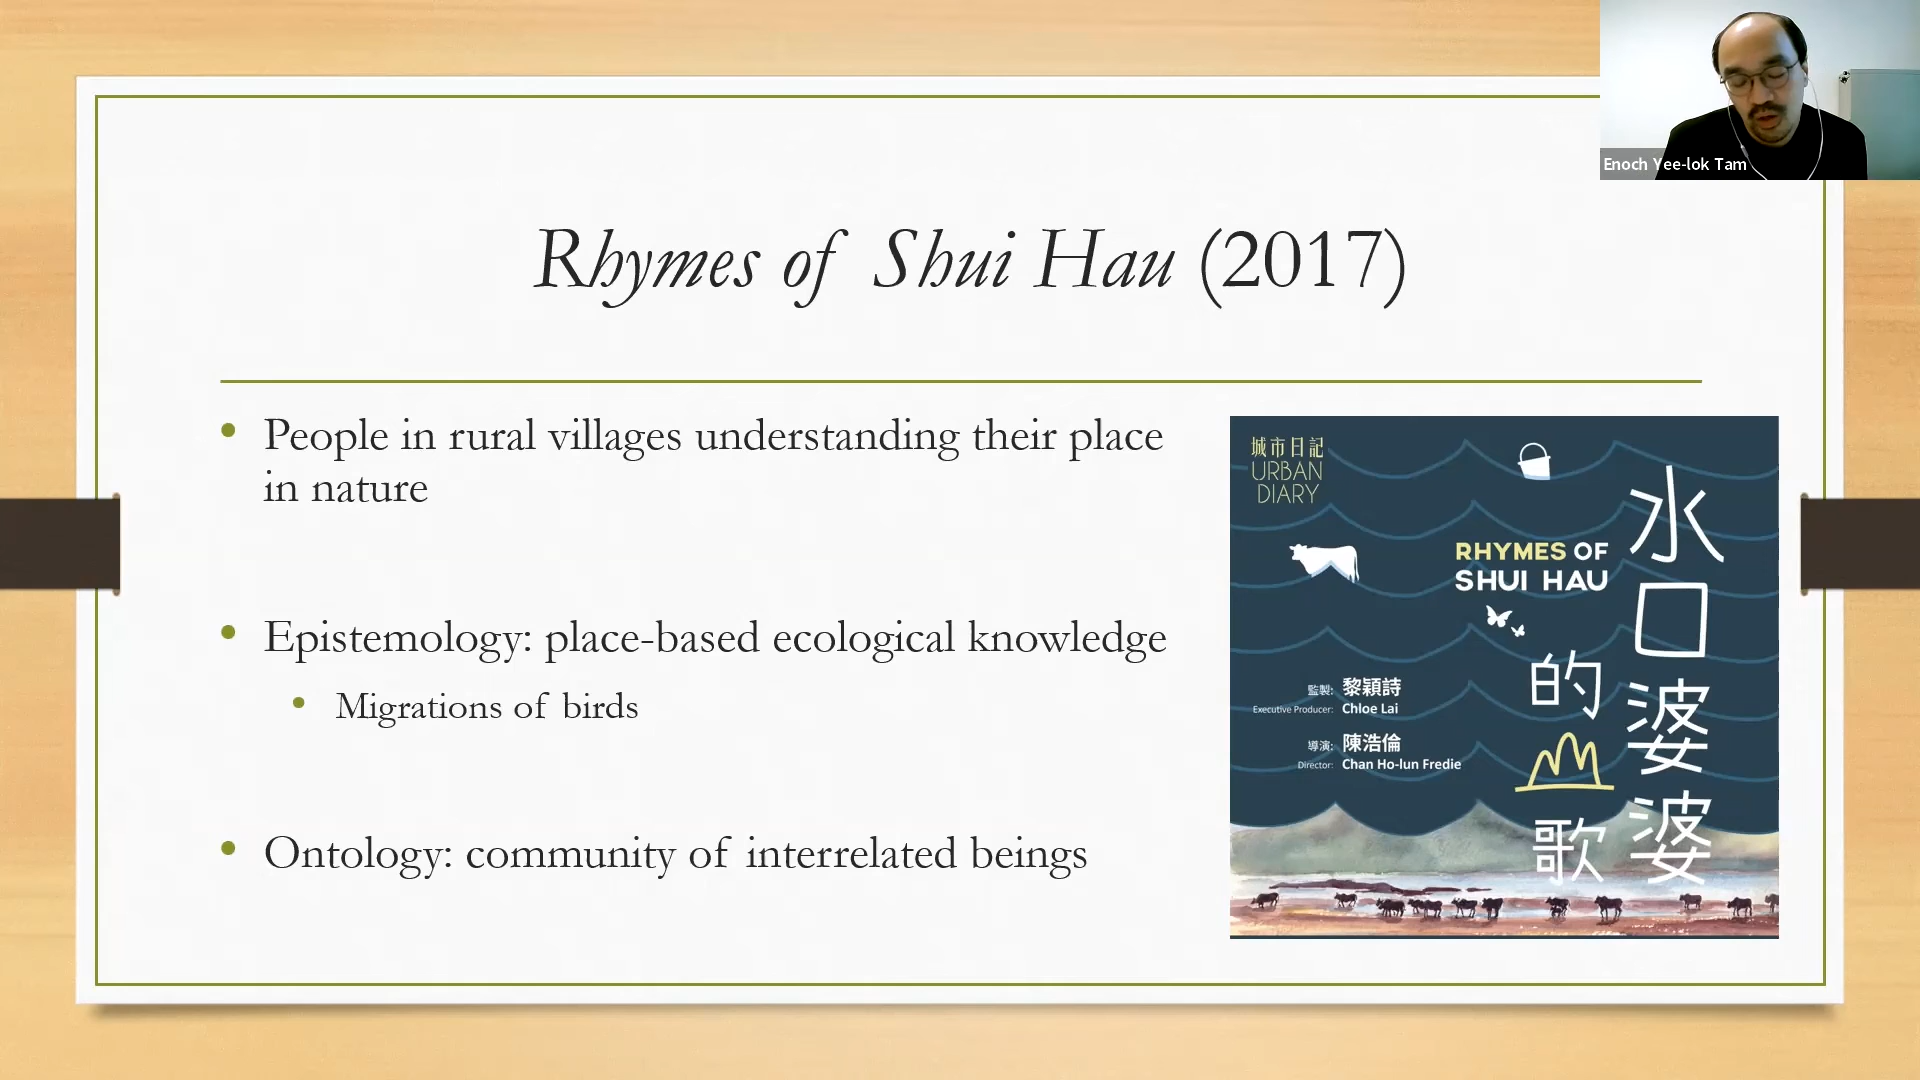 Enoch Yee-lok Tam
Rhymes of Shui Hau (2017)
• People in rural villages understanding their place
in nature
• Epistemology: place-based ecological knowledge
• Migrations of birds
• Ontology: community of interrelated beings
城市日記
URBAN
DIARY
RHYMES OF
SHUI HAU
水口婆婆
的山歌
監製: 黎穎詩
Executive Producer: Chloe Lai
導演: 陳浩倫
Director: Chan Ho-lun Fredie